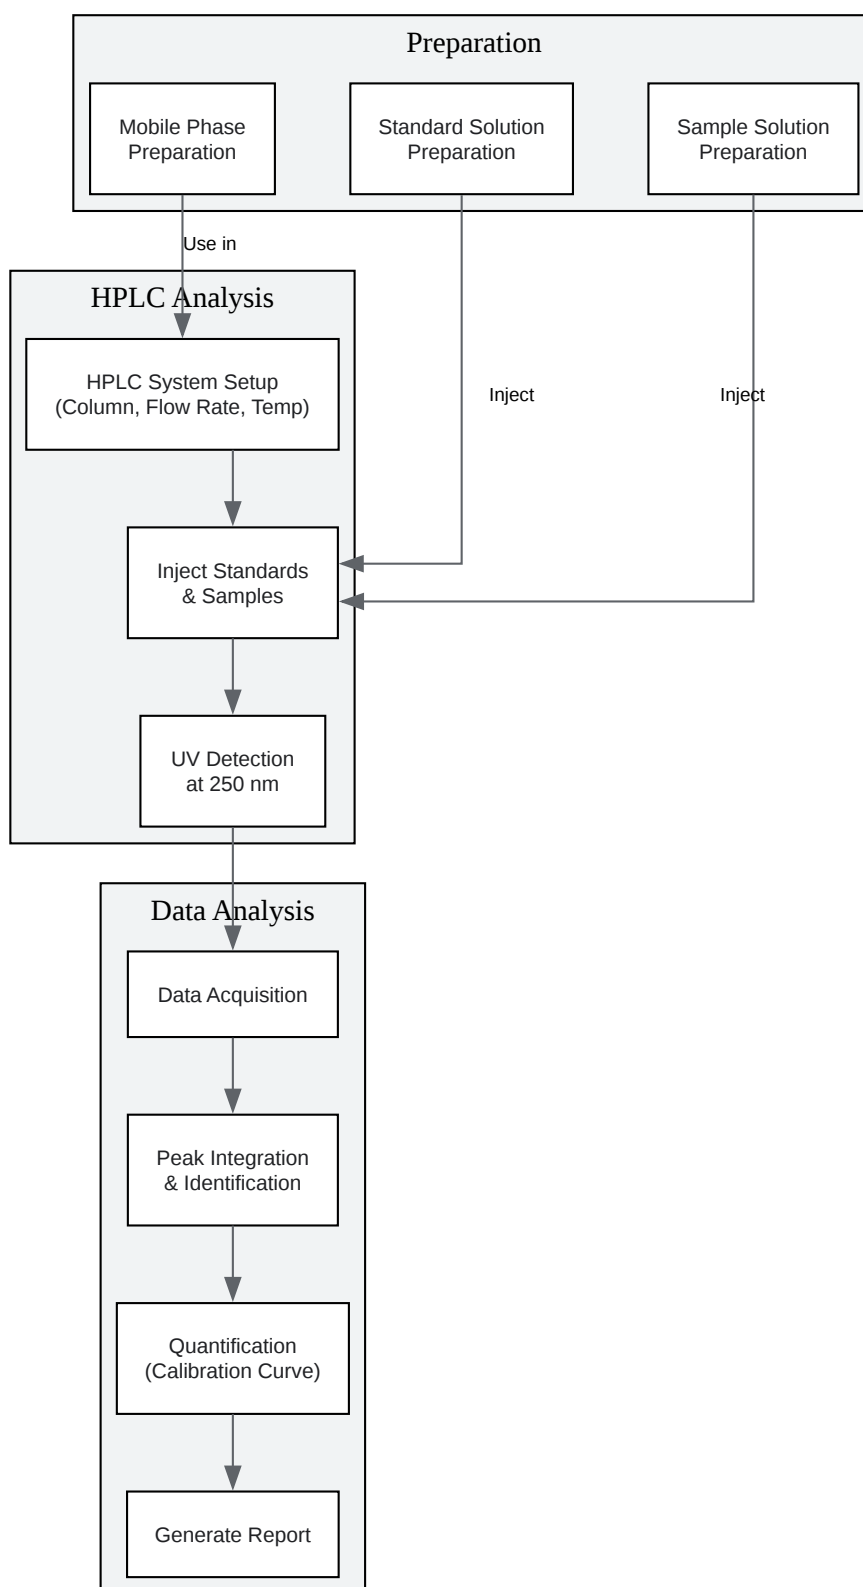 Preparation
Mobile Phase
Preparation
Standard Solution
Preparation
Sample Solution
Preparation
Use in
HPLC Analysis
HPLC System Setup
(Column, Flow Rate, Temp)
Inject
Inject
Inject Standards
& Samples
UV Detection
at 250 nm
Data Analysis
Data Acquisition
Peak Integration
& Identification
Quantification
(Calibration Curve)
Generate Report